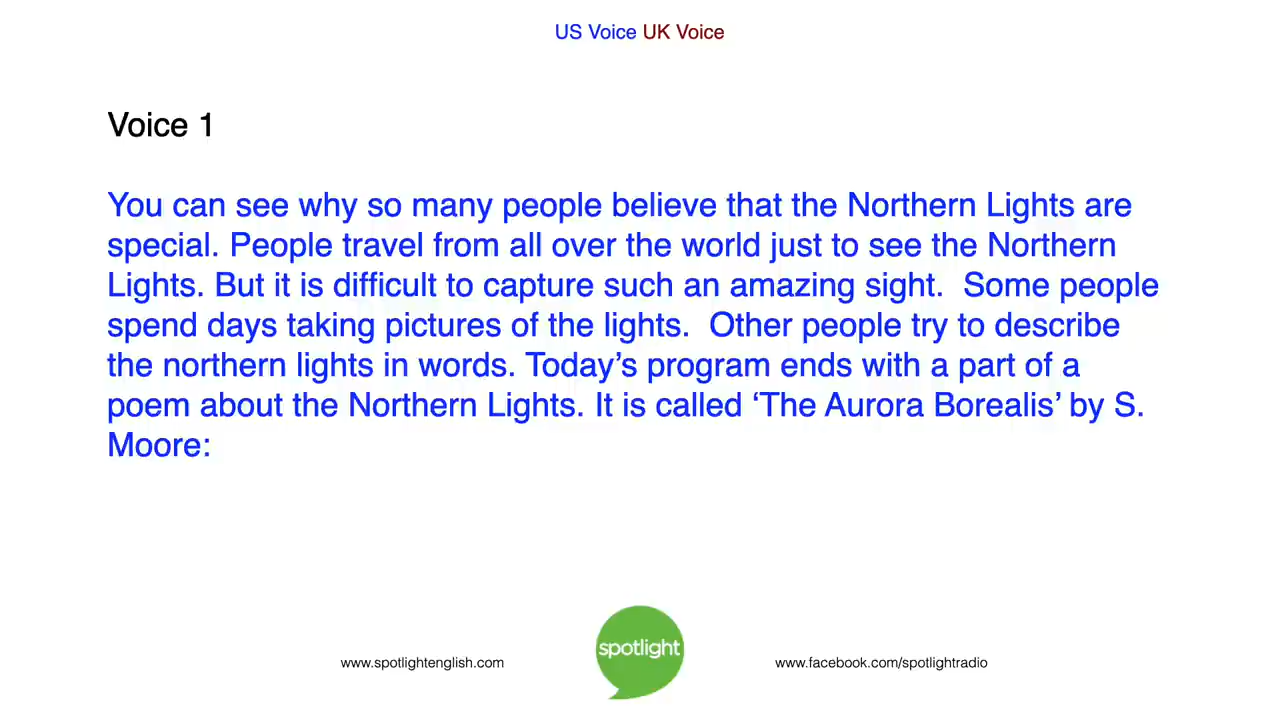 US Voice UK Voice
Voice 1
You can see why so many people believe that the Northern Lights are
special. People travel from all over the world just to see the Northern
Lights. But it is difficult to capture such an amazing sight.  Some people
spend days taking pictures of the lights.  Other people try to describe
the northern lights in words. Today’s program ends with a part of a
poem about the Northern Lights. It is called ‘The Aurora Borealis’ by S.
Moore:
spotlight
www.spotlightenglish.com
www.facebook.com/spotlightradio